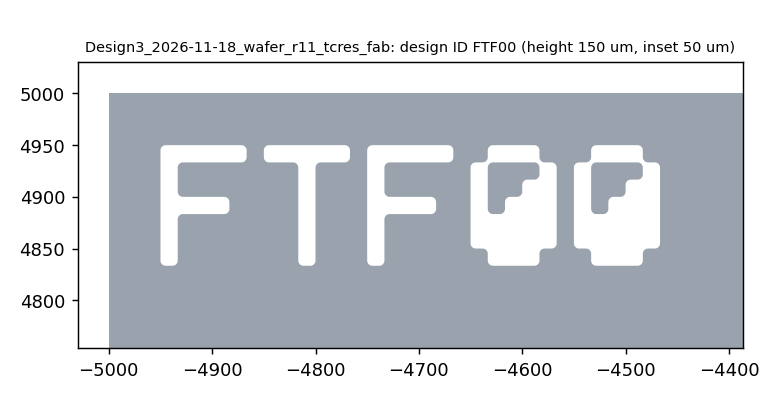 Design3_2026-11-18_wafer_r11_tcres_fab: design ID FTF00 (height 150 um, inset 50 um)
5000
4950
4900
4850
4800
FTF00
−5000 −4900 −4800 −4700 −4600 −4500 −4400